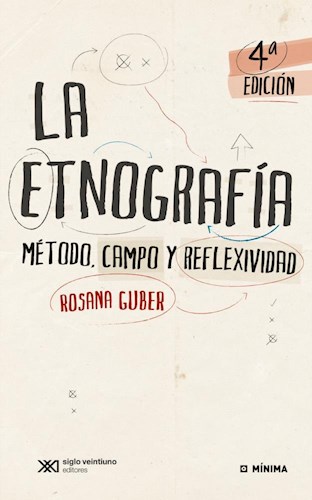 4ª
EDICIÓN
LA
ETNOGRAFÍA
MÉTODO, CAMPO Y REFLEXIVIDAD
ROSANA GUBER
siglo veintiuno
editores
MÍNIMA